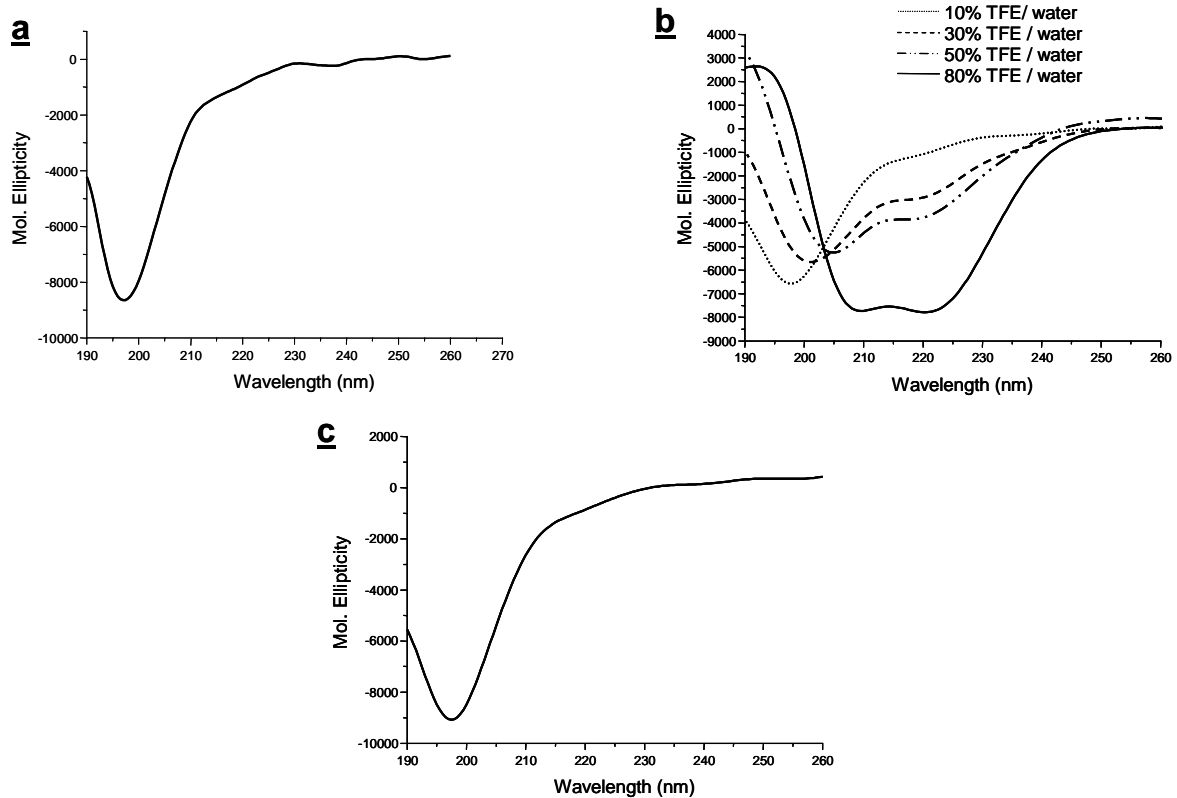 a
0
-2000
-4000
-6000
-8000
-10000
190 200 210 220 230 240 250 260 270
Mol. Ellipticity
Wavelength (nm)
b
10% TFE/ water
30% TFE / water
50% TFE / water
80% TFE / water
4000
3000
2000
1000
0
-1000
-2000
-3000
-4000
-5000
-6000
-7000
-8000
-9000
190 200 210 220 230 240 250 260
Mol. Ellipticity
Wavelength (nm)
c
2000
0
-2000
-4000
-6000
-8000
-10000
190 200 210 220 230 240 250 260
Mol. Ellipticity
Wavelength (nm)